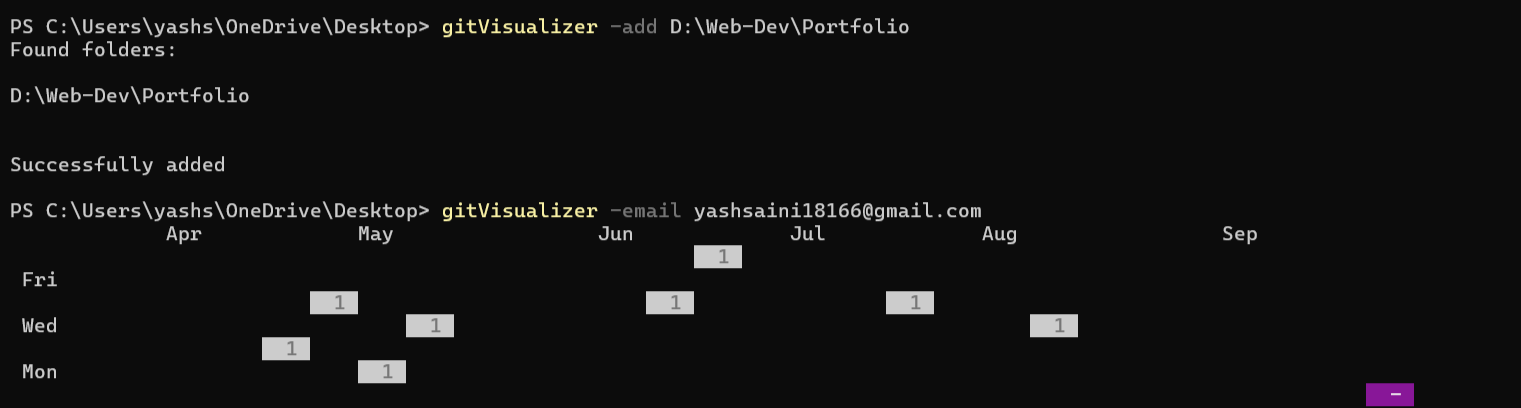 PS C:\Users\yashs\OneDrive\Desktop> gitVisualizer -add D:\Web-Dev\Portfolio
Found folders:
D:\Web-Dev\Portfolio
Successfully added
PS C:\Users\yashs\OneDrive\Desktop> gitVisualizer -email yashsaini18166@gmail.com
Apr May Jun Jul Aug Sep
1
Fri
1 1 1
Wed 1 1
1
Mon 1
-